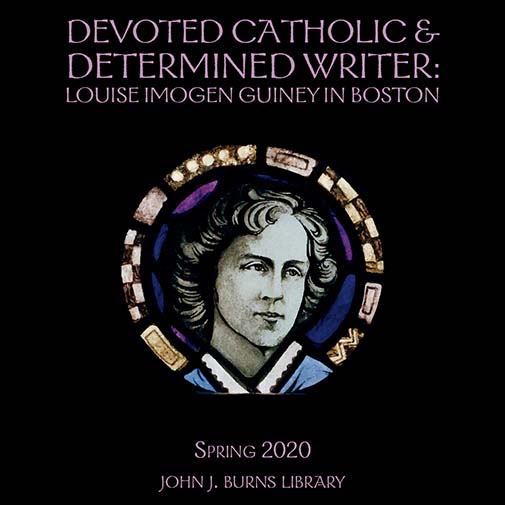 DEVOTED CATHOLIC &
DETERMINED WRITER:
LOUISE IMOGEN GUINEY IN BOSTON
SPRING 2020
JOHN J. BURNS LIBRARY